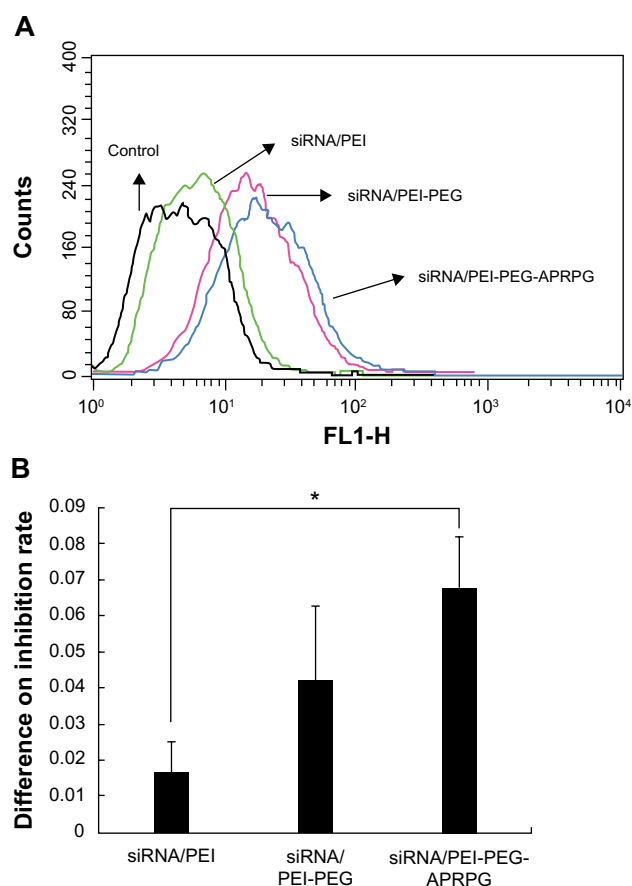 A
400
320
240
160
80
0
Counts
Control
siRNA/PEI
siRNA/PEI-PEG
siRNA/PEI-PEG-APRPG
10⁰
10¹
10²
10³
10⁴
FL1-H
B
Difference on inhibition rate
0.09
0.08
0.07
0.06
0.05
0.04
0.03
0.02
0.01
0
*
siRNA/PEI
siRNA/
PEI-PEG
siRNA/PEI-PEG-
APRPG